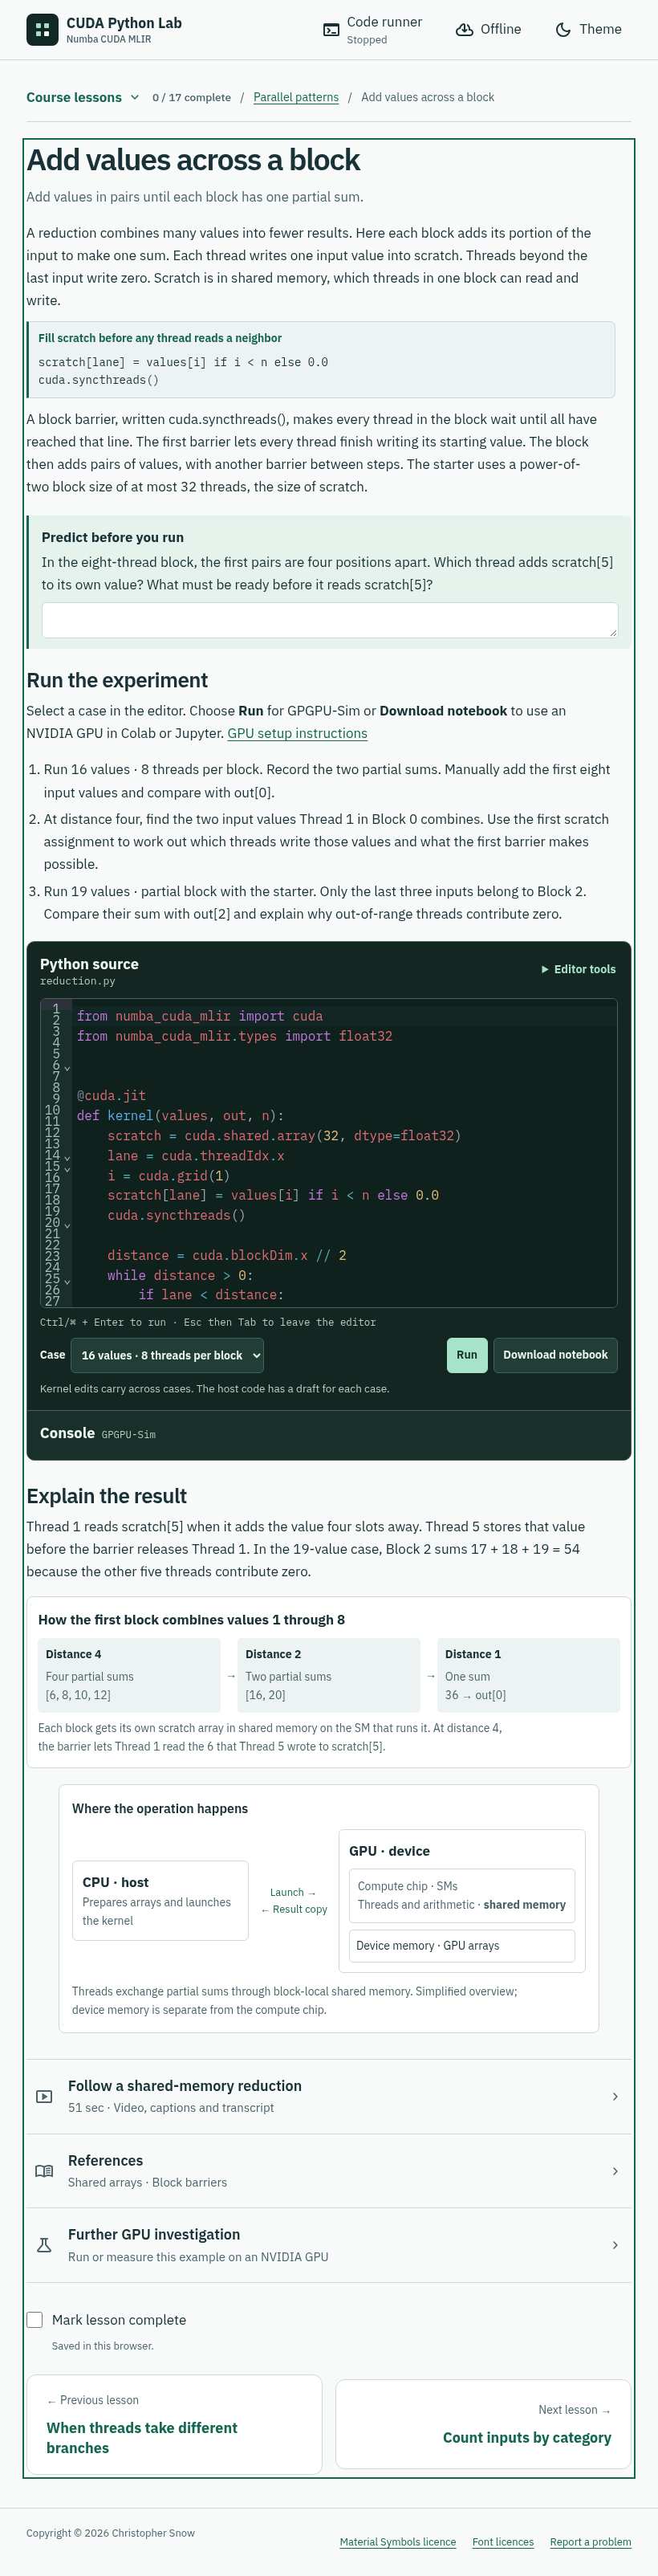 CUDA Python Lab
Numba CUDA MLIR
Code runner
Stopped
Offline
Theme
Course lessons
0 / 17 complete / Parallel patterns / Add values across a block
Add values across a block
Add values in pairs until each block has one partial sum.
A reduction combines many values into fewer results. Here each block adds its portion of the
input to make one sum. Each thread writes one input value into scratch. Threads beyond the
last input write zero. Scratch is in shared memory, which threads in one block can read and
write.
Fill scratch before any thread reads a neighbor
scratch[lane] = values[i] if i < n else 0.0
cuda.syncthreads()
A block barrier, written cuda.syncthreads(), makes every thread in the block wait until all have
reached that line. The first barrier lets every thread finish writing its starting value. The block
then adds pairs of values, with another barrier between steps. The starter uses a power-of-
two block size of at most 32 threads, the size of scratch.
Predict before you run
In the eight-thread block, the first pairs are four positions apart. Which thread adds scratch[5]
to its own value? What must be ready before it reads scratch[5]?
Run the experiment
Select a case in the editor. Choose Run for GPGPU-Sim or Download notebook to use an
NVIDIA GPU in Colab or Jupyter. GPU setup instructions
1. Run 16 values · 8 threads per block. Record the two partial sums. Manually add the first eight
input values and compare with out[0].
2. At distance four, find the two input values Thread 1 in Block 0 combines. Use the first scratch
assignment to work out which threads write those values and what the first barrier makes
possible.
3. Run 19 values · partial block with the starter. Only the last three inputs belong to Block 2.
Compare their sum with out[2] and explain why out-of-range threads contribute zero.
Python source
reduction.py
▶ Editor tools
1
2
3
4
5
6
7
8
9
10
11
12
13
14
15
16
17
18
19
20
21
22
23
24
25
26
27
from numba_cuda_mlir import cuda
from numba_cuda_mlir.types import float32
@cuda.jit
def kernel(values, out, n):
    scratch = cuda.shared.array(32, dtype=float32)
    lane = cuda.threadIdx.x
    i = cuda.grid(1)
    scratch[lane] = values[i] if i < n else 0.0
    cuda.syncthreads()
    distance = cuda.blockDim.x // 2
    while distance > 0:
        if lane < distance:
Ctrl/⌘ + Enter to run · Esc then Tab to leave the editor
Case
16 values · 8 threads per block
Run
Download notebook
Kernel edits carry across cases. The host code has a draft for each case.
Console GPGPU-Sim
Explain the result
Thread 1 reads scratch[5] when it adds the value four slots away. Thread 5 stores that value
before the barrier releases Thread 1. In the 19-value case, Block 2 sums 17 + 18 + 19 = 54
because the other five threads contribute zero.
How the first block combines values 1 through 8
Distance 4
Four partial sums
[6, 8, 10, 12]
→
Distance 2
Two partial sums
[16, 20]
→
Distance 1
One sum
36 → out[0]
Each block gets its own scratch array in shared memory on the SM that runs it. At distance 4,
the barrier lets Thread 1 read the 6 that Thread 5 wrote to scratch[5].
Where the operation happens
CPU · host
Prepares arrays and launches
the kernel
Launch →
← Result copy
GPU · device
Compute chip · SMs
Threads and arithmetic · shared memory
Device memory · GPU arrays
Threads exchange partial sums through block-local shared memory. Simplified overview;
device memory is separate from the compute chip.
Follow a shared-memory reduction
51 sec · Video, captions and transcript
References
Shared arrays · Block barriers
Further GPU investigation
Run or measure this example on an NVIDIA GPU
Mark lesson complete
Saved in this browser.
← Previous lesson
When threads take different
branches
Next lesson →
Count inputs by category
Copyright © 2026 Christopher Snow
Material Symbols licence
Font licences
Report a problem